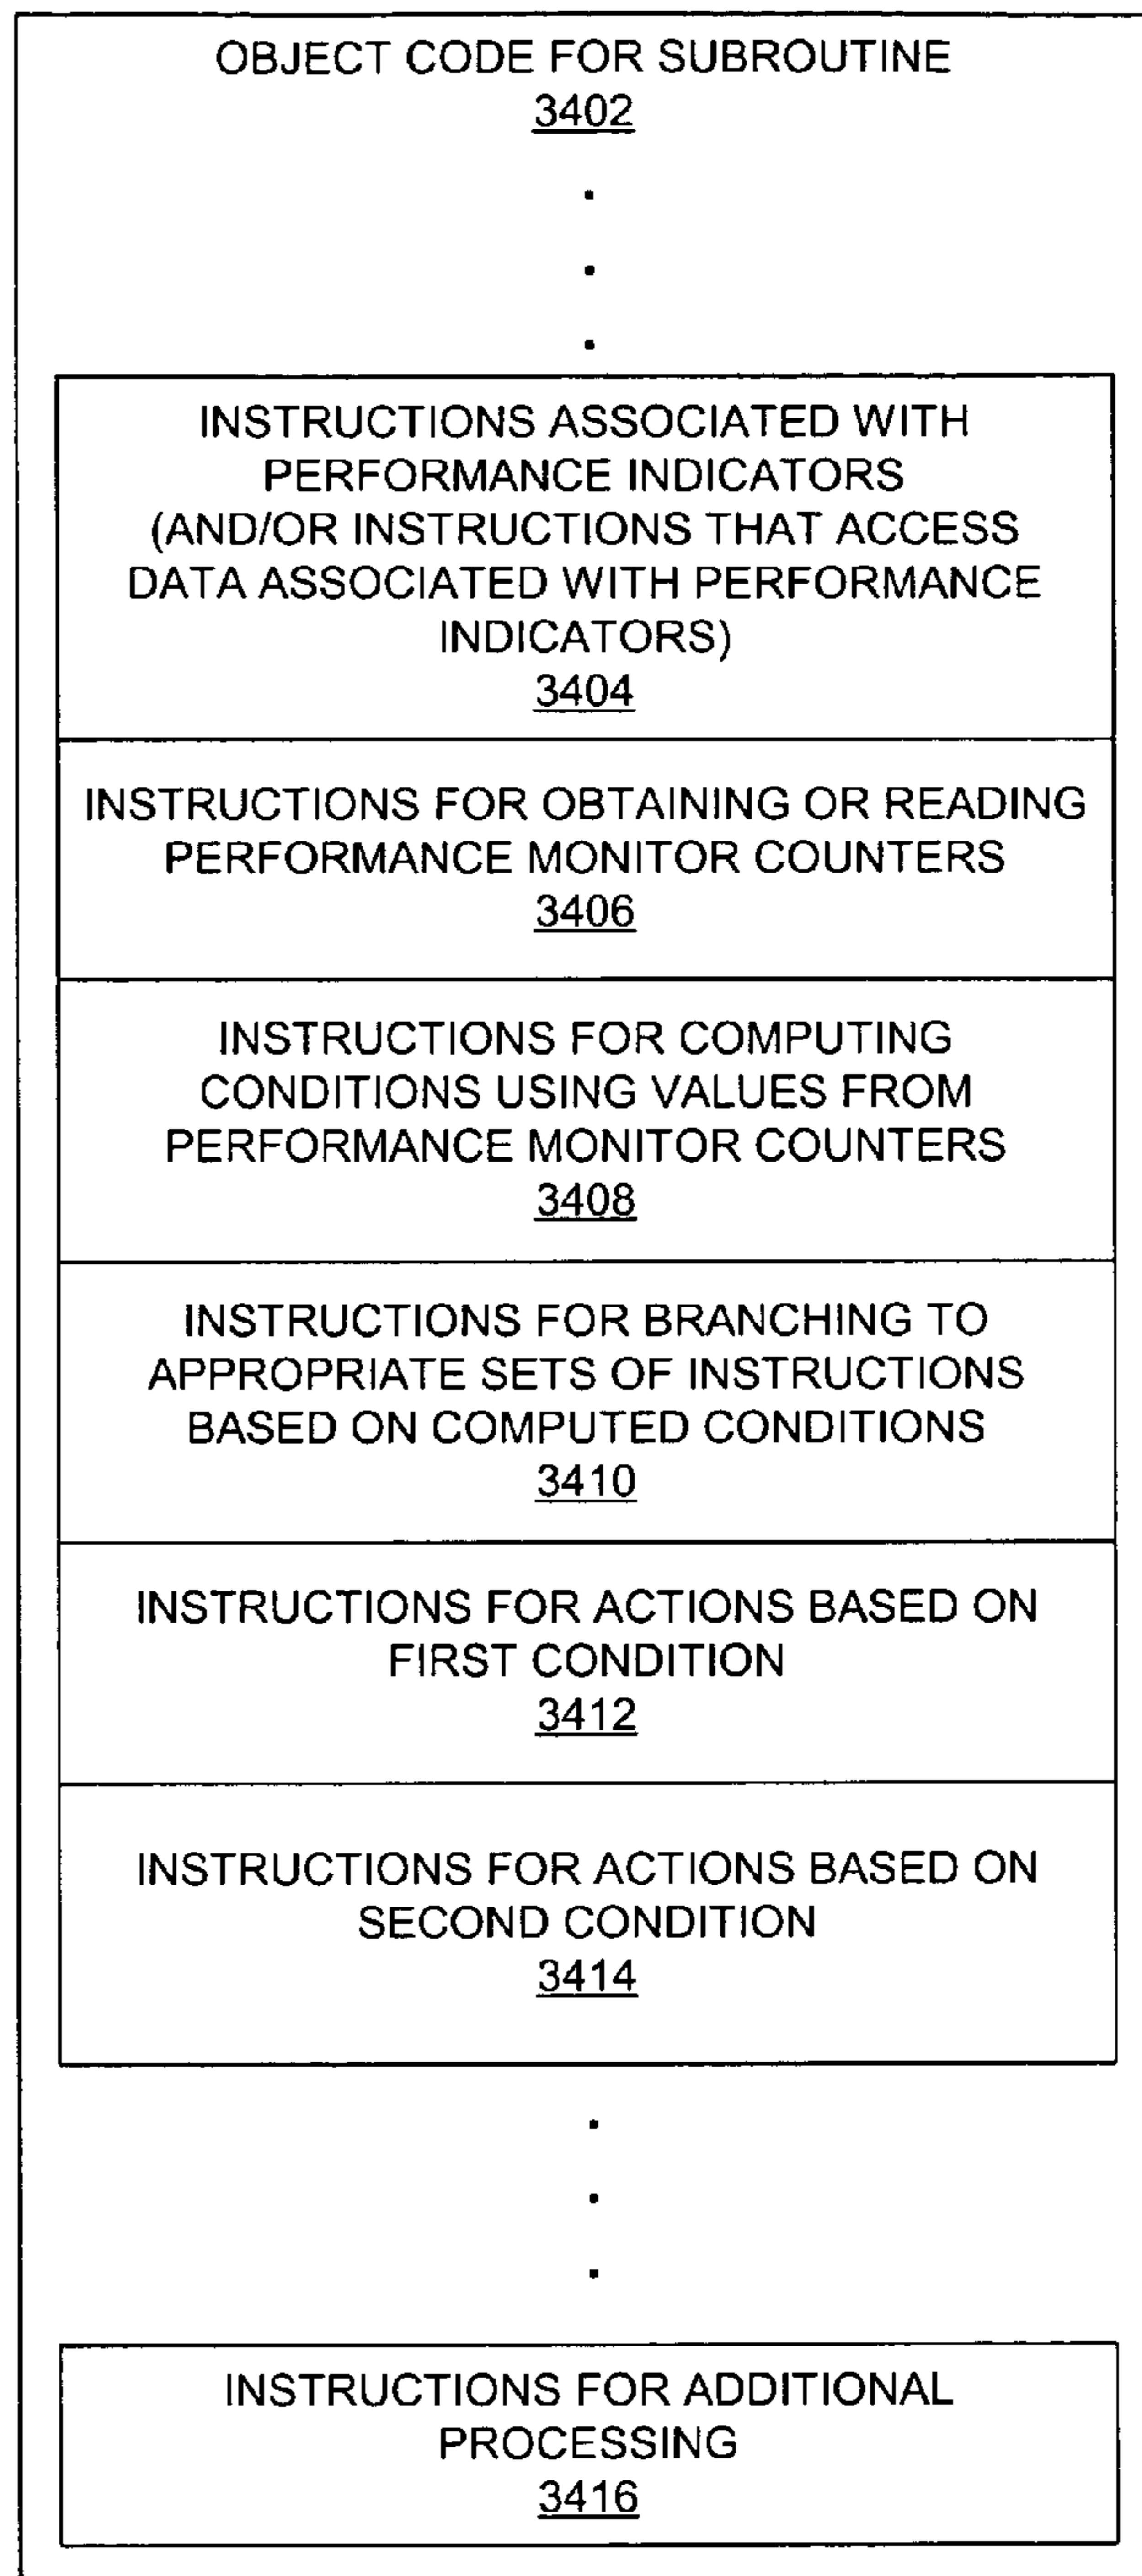 OBJECT CODE FOR SUBROUTINE
3402
INSTRUCTIONS ASSOCIATED WITH
PERFORMANCE INDICATORS
(AND/OR INSTRUCTIONS THAT ACCESS
DATA ASSOCIATED WITH PERFORMANCE
INDICATORS)
3404
INSTRUCTIONS FOR OBTAINING OR READING
PERFORMANCE MONITOR COUNTERS
3406
INSTRUCTIONS FOR COMPUTING
CONDITIONS USING VALUES FROM
PERFORMANCE MONITOR COUNTERS
3408
INSTRUCTIONS FOR BRANCHING TO
APPROPRIATE SETS OF INSTRUCTIONS
BASED ON COMPUTED CONDITIONS
3410
INSTRUCTIONS FOR ACTIONS BASED ON
FIRST CONDITION
3412
INSTRUCTIONS FOR ACTIONS BASED ON
SECOND CONDITION
3414
INSTRUCTIONS FOR ADDITIONAL
PROCESSING
3416